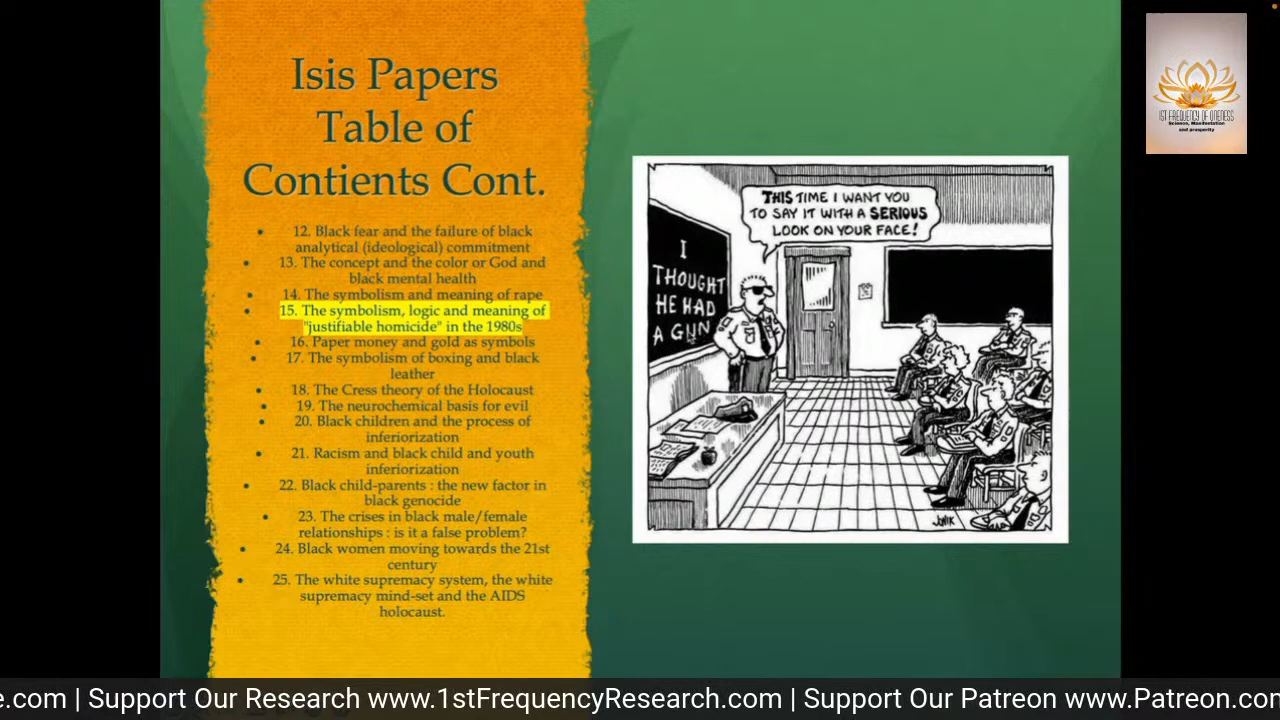 Isis Papers
Table of
Contients Cont.
• 12. Black fear and the failure of black
analytical (ideological) commitment
• 13. The concept and the color or God and
black mental health
• 14. The symbolism and meaning of rape
• 15. The symbolism, logic and meaning of
"justifiable homicide" in the 1980s
• 16. Paper money and gold as symbols
• 17. The symbolism of boxing and black
leather
• 18. The Cress theory of the Holocaust
• 19. The neurochemical basis for evil
• 20. Black children and the process of
inferiorization
• 21. Racism and black child and youth
inferiorization
• 22. Black child-parents : the new factor in
black genocide
• 23. The crises in black male/female
relationships : is it a false problem?
• 24. Black women moving towards the 21st
century
• 25. The white supremacy system, the white
supremacy mind-set and the AIDS
holocaust.
THIS TIME I WANT YOU
TO SAY IT WITH A SERIOUS
LOOK ON YOUR FACE!
I
THOUGHT
HE HAD
A GUN
1ST FREQUENCY OF ONENESS
Science, Manifestation
and prosperity
e.com | Support Our Research www.1stFrequencyResearch.com | Support Our Patreon www.Patreon.com